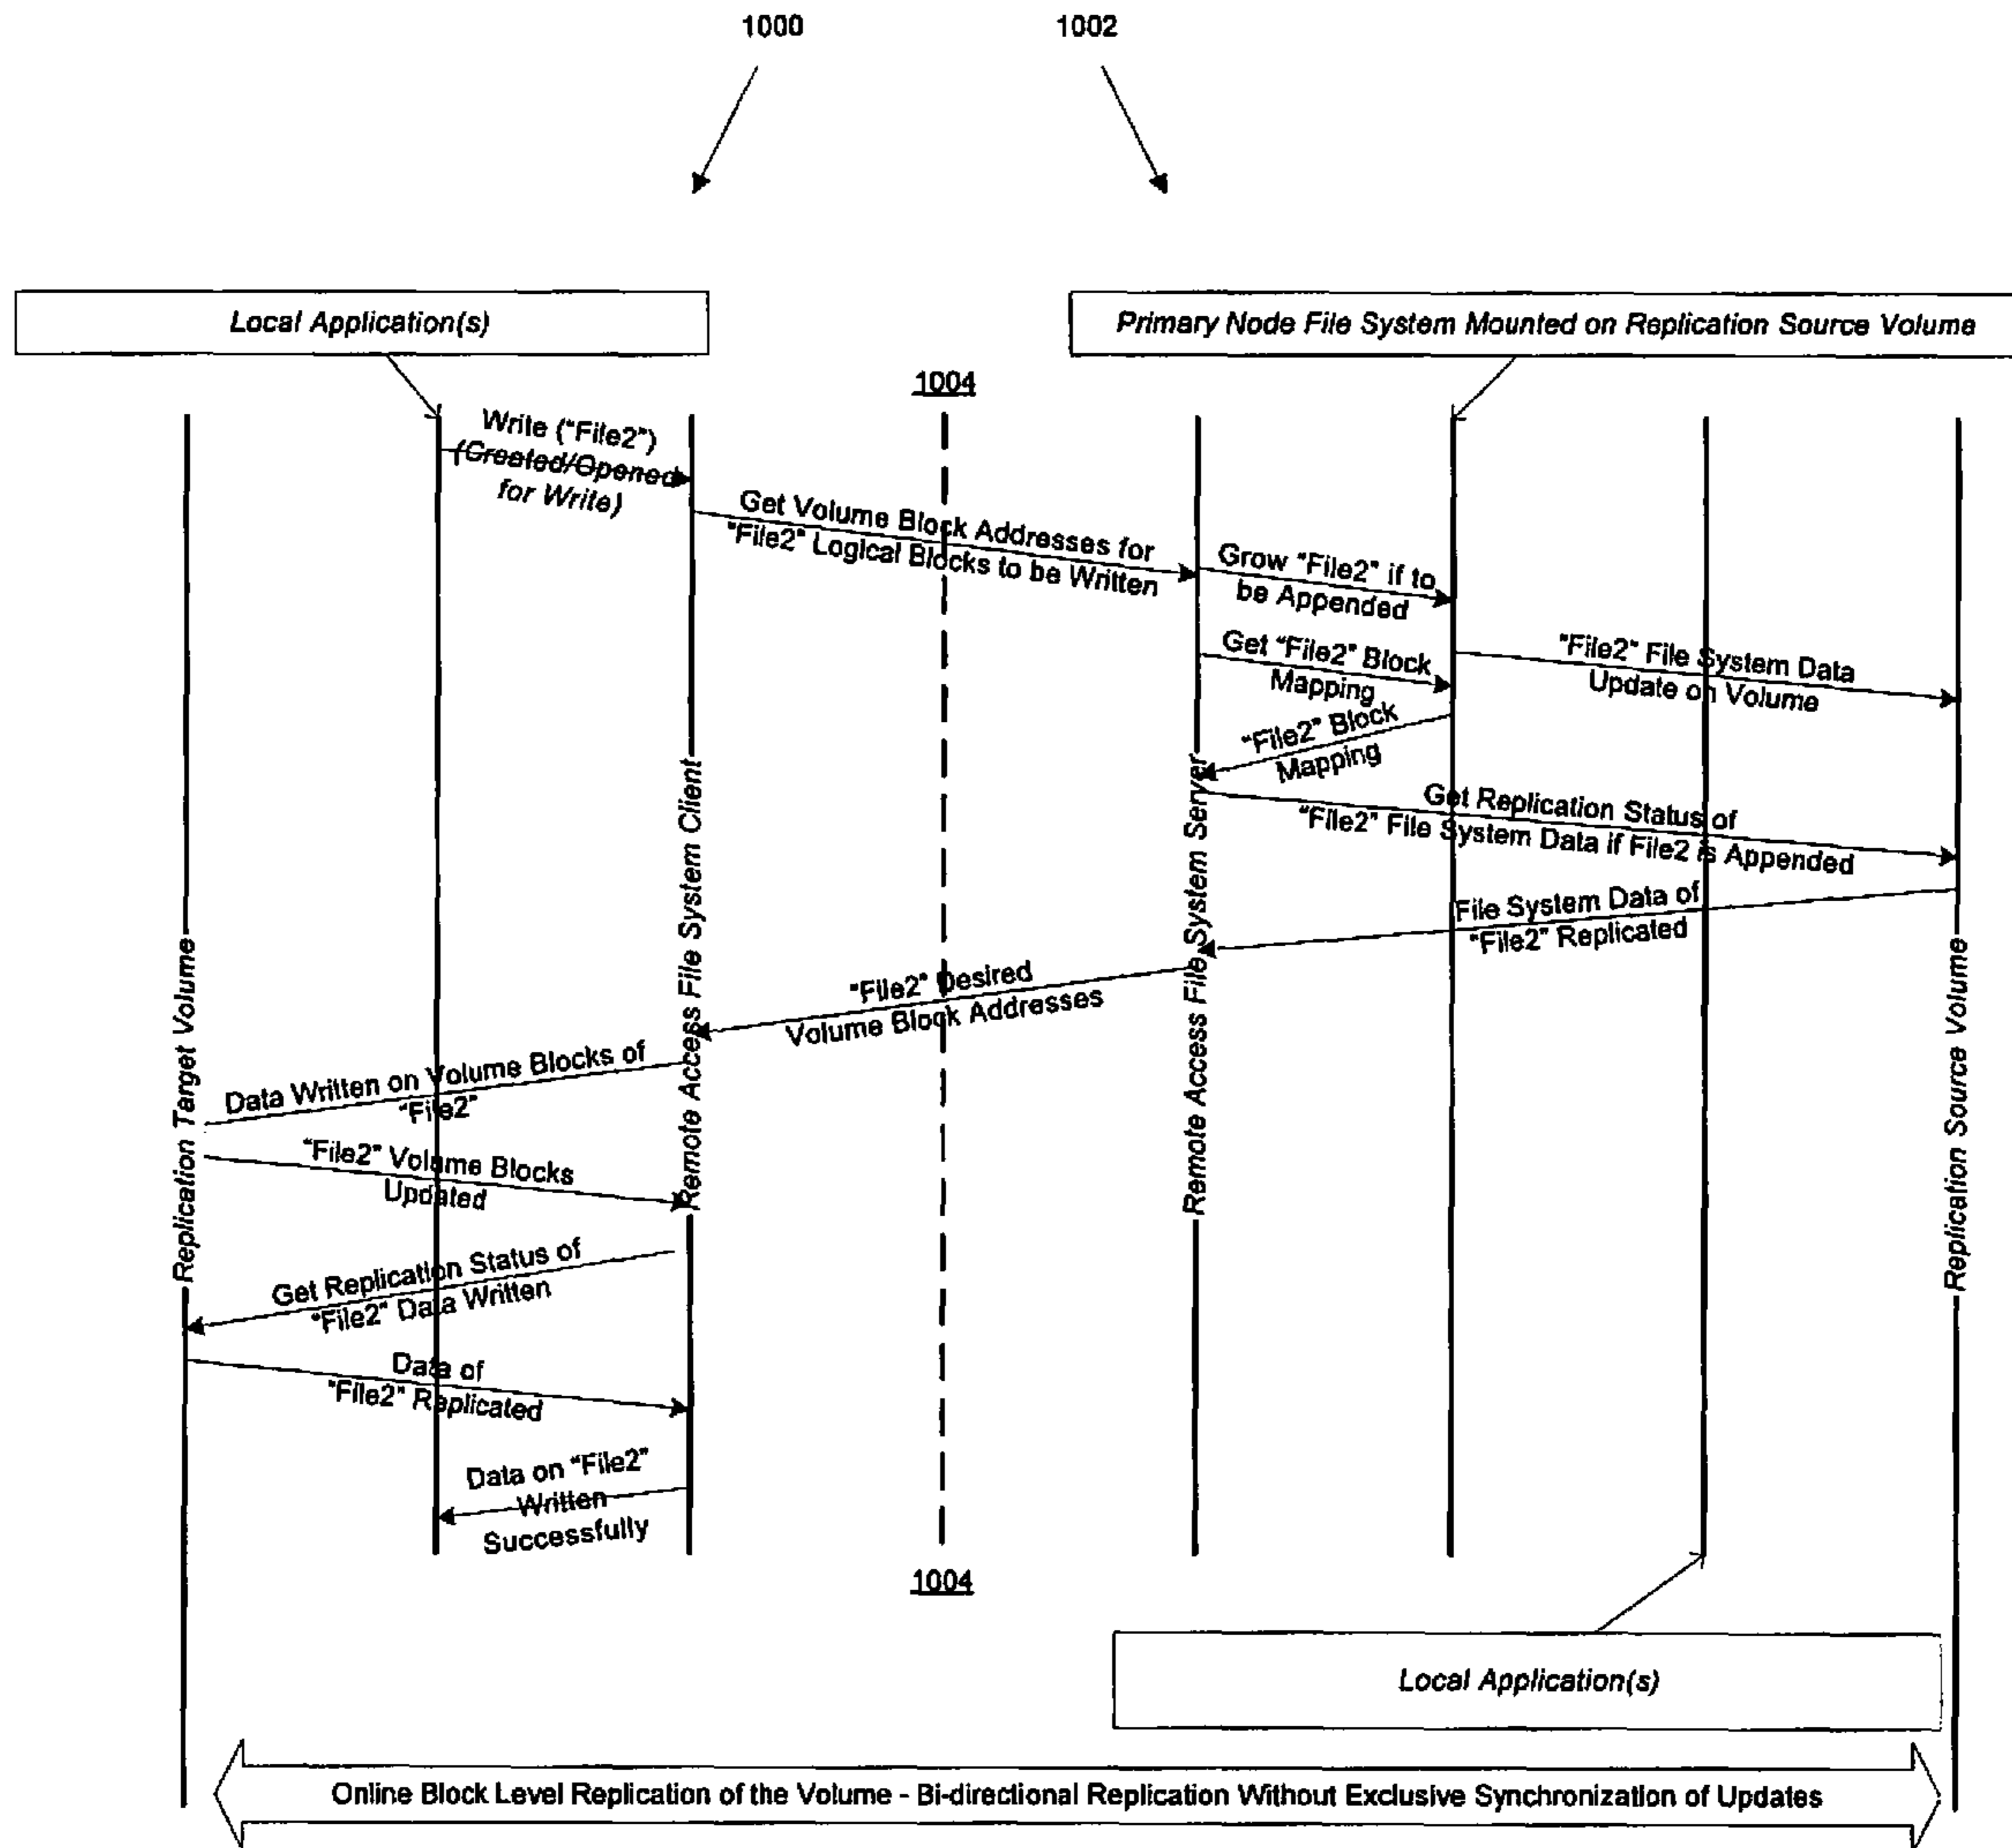 1000
1002
Local Application(s)
Primary Node File System Mounted on Replication Source Volume
1004
Write ("File2")
(Created/Opened
for Write)
Get Volume Block Addresses for
"File2" Logical Blocks to be Written
Grow "File2" if to
be Appended
Get "File2" Block
Mapping
"File2" File System Data
Update on Volume
"File2" Block
Mapping
Get Replication Status of
"File2" File System Data if File2 is Appended
File System Data of
"File2" Replicated
"File2" Desired
Volume Block Addresses
Data Written on Volume Blocks of
"File2"
"File2" Volume Blocks
Updated
Get Replication Status of
"File2" Data Written
Data of
"File2" Replicated
Data on "File2"
Written
Successfully
Replication Target Volume
Remote Access File System Client
Remote Access File System Server
Replication Source Volume
1004
Local Application(s)
Online Block Level Replication of the Volume - Bi-directional Replication Without Exclusive Synchronization of Updates